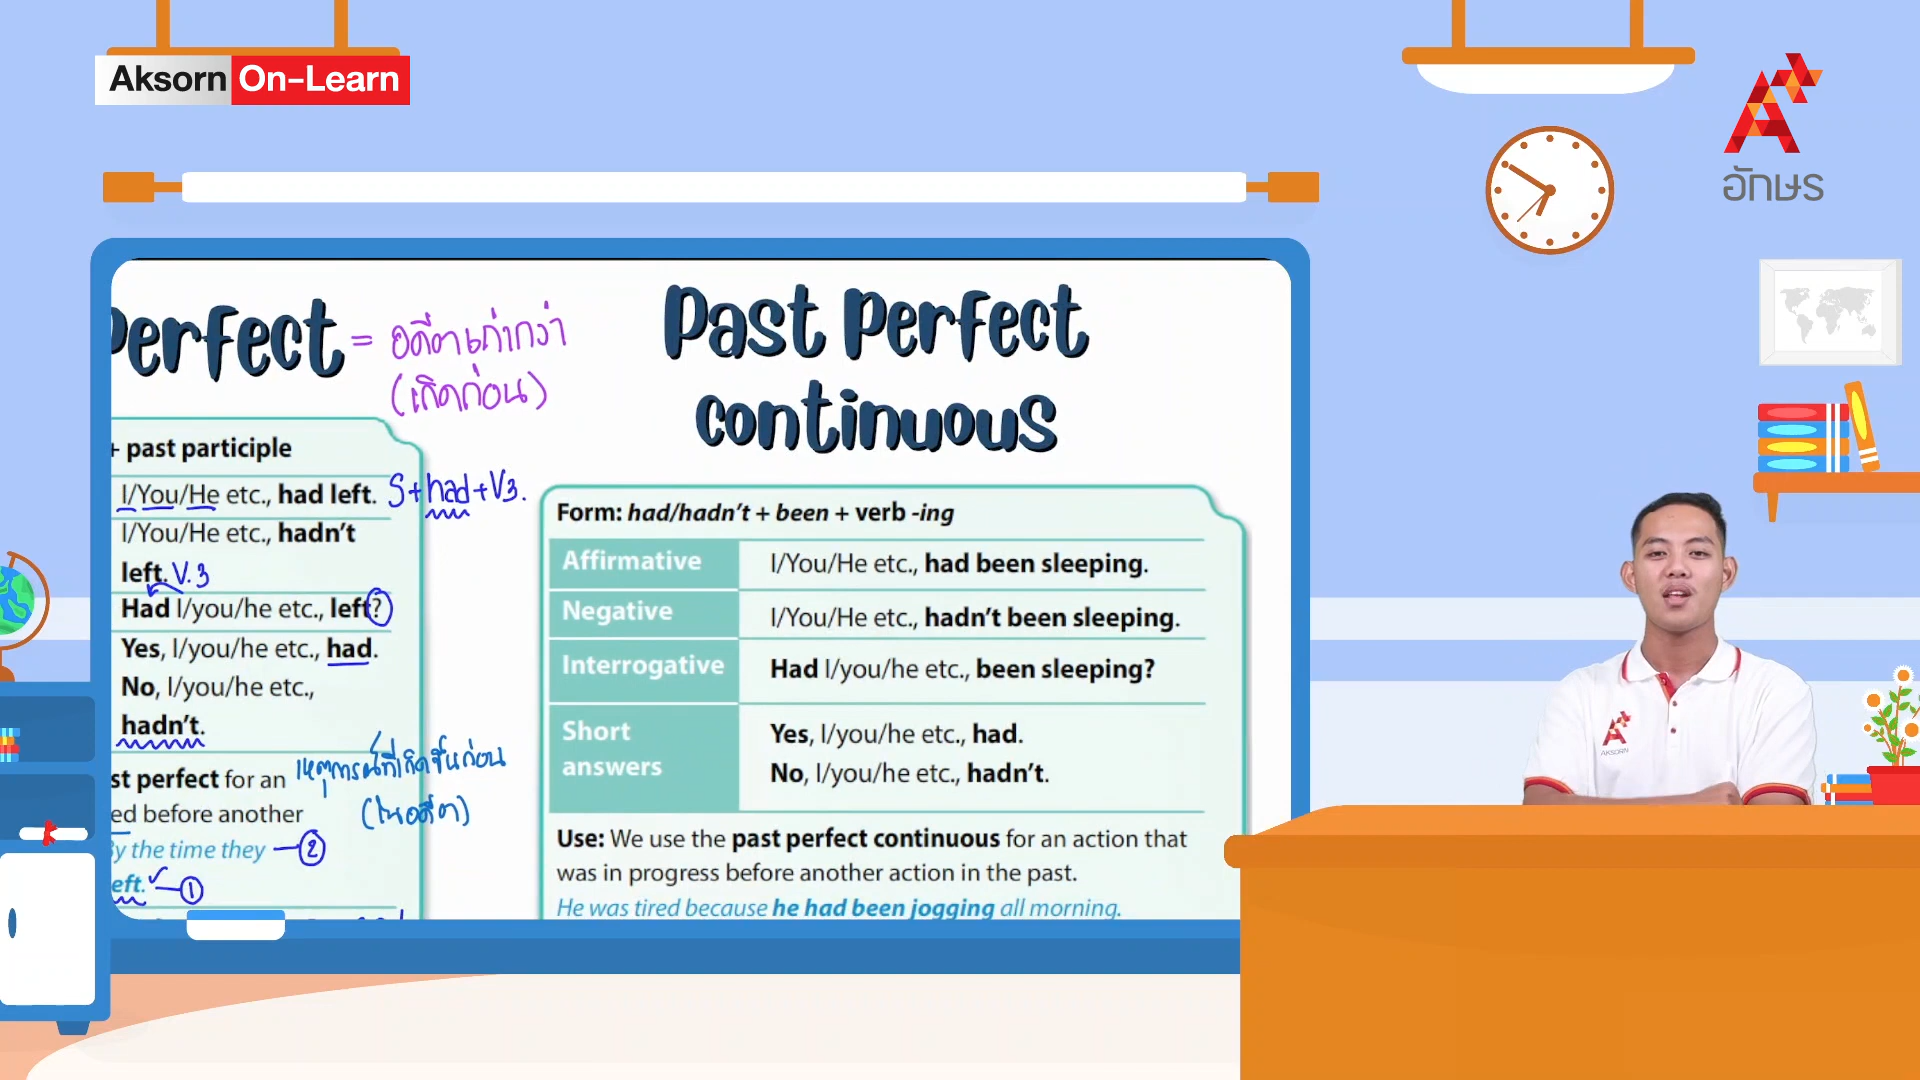 Aksorn On-Learn
อักษร
Perfect = อดีตเก่ากว่า
(เกิดก่อน)
+ past participle
I/You/He etc., had left. S+had+V3.
I/You/He etc., hadn't
left. V.3
Had I/you/he etc., left?
Yes, I/you/he etc., had.
No, I/you/he etc.,
hadn't.
st perfect for an เหตุการณ์ที่เกิดขึ้นก่อน
ed before another (ในอดีต)
By the time they 2
eft. 1
Past Perfect
continuous
Form: had/hadn't + been + verb -ing
Affirmative I/You/He etc., had been sleeping.
Negative I/You/He etc., hadn't been sleeping.
Interrogative Had I/you/he etc., been sleeping?
Short answers
Yes, I/you/he etc., had.
No, I/you/he etc., hadn't.
Use: We use the past perfect continuous for an action that
was in progress before another action in the past.
He was tired because he had been jogging all morning.
AKSORN